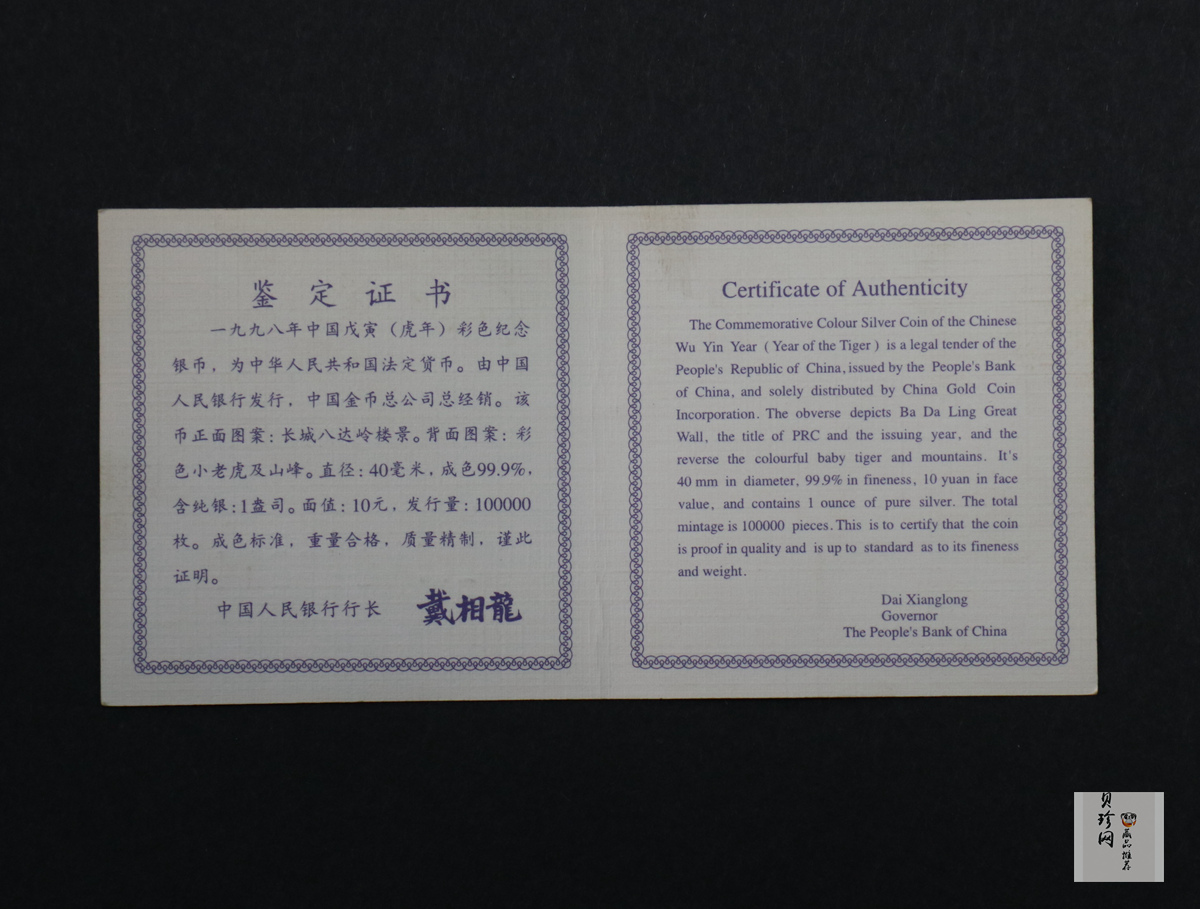 鉴定证书
一九九八年中国戊寅（虎年）彩色纪念
银币，为中华人民共和国法定货币。由中国
人民银行发行，中国金币总公司总经销。该
币正面图案：长城八达岭楼景。背面图案：彩
色小老虎及山峰。直径：40毫米，成色99.9%，
含纯银：1盎司。面值：10元，发行量：100000
枚。成色标准，重量合格，质量精制，谨此
证明。
中国人民银行行长 戴相龍
Certificate of Authenticity
The Commemorative Colour Silver Coin of the Chinese
Wu Yin Year ( Year of the Tiger ) is a legal tender of the
People's Republic of China, issued by the People's Bank
of China, and solely distributed by China Gold Coin
Incorporation. The obverse depicts Ba Da Ling Great
Wall, the title of PRC and the issuing year, and the
reverse the colourful baby tiger and mountains. It's
40 mm in diameter, 99.9% in fineness, 10 yuan in face
value, and contains 1 ounce of pure silver. The total
mintage is 100000 pieces. This is to certify that the coin
is proof in quality and is up to standard as to its fineness
and weight.
Dai Xianglong
Governor
The People's Bank of China
贝珍网
藏品推荐